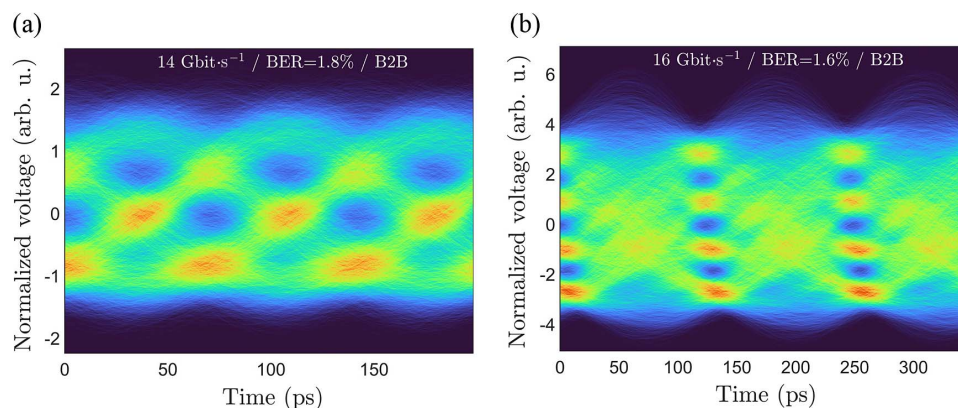 (a)
14 Gbit·s⁻¹ / BER=1.8% / B2B
Normalized voltage (arb. u.)
2
1
0
-1
-2
0
50
100
150
Time (ps)
(b)
16 Gbit·s⁻¹ / BER=1.6% / B2B
Normalized voltage (arb. u.)
6
4
2
0
-2
-4
0
50
100
150
200
250
300
Time (ps)